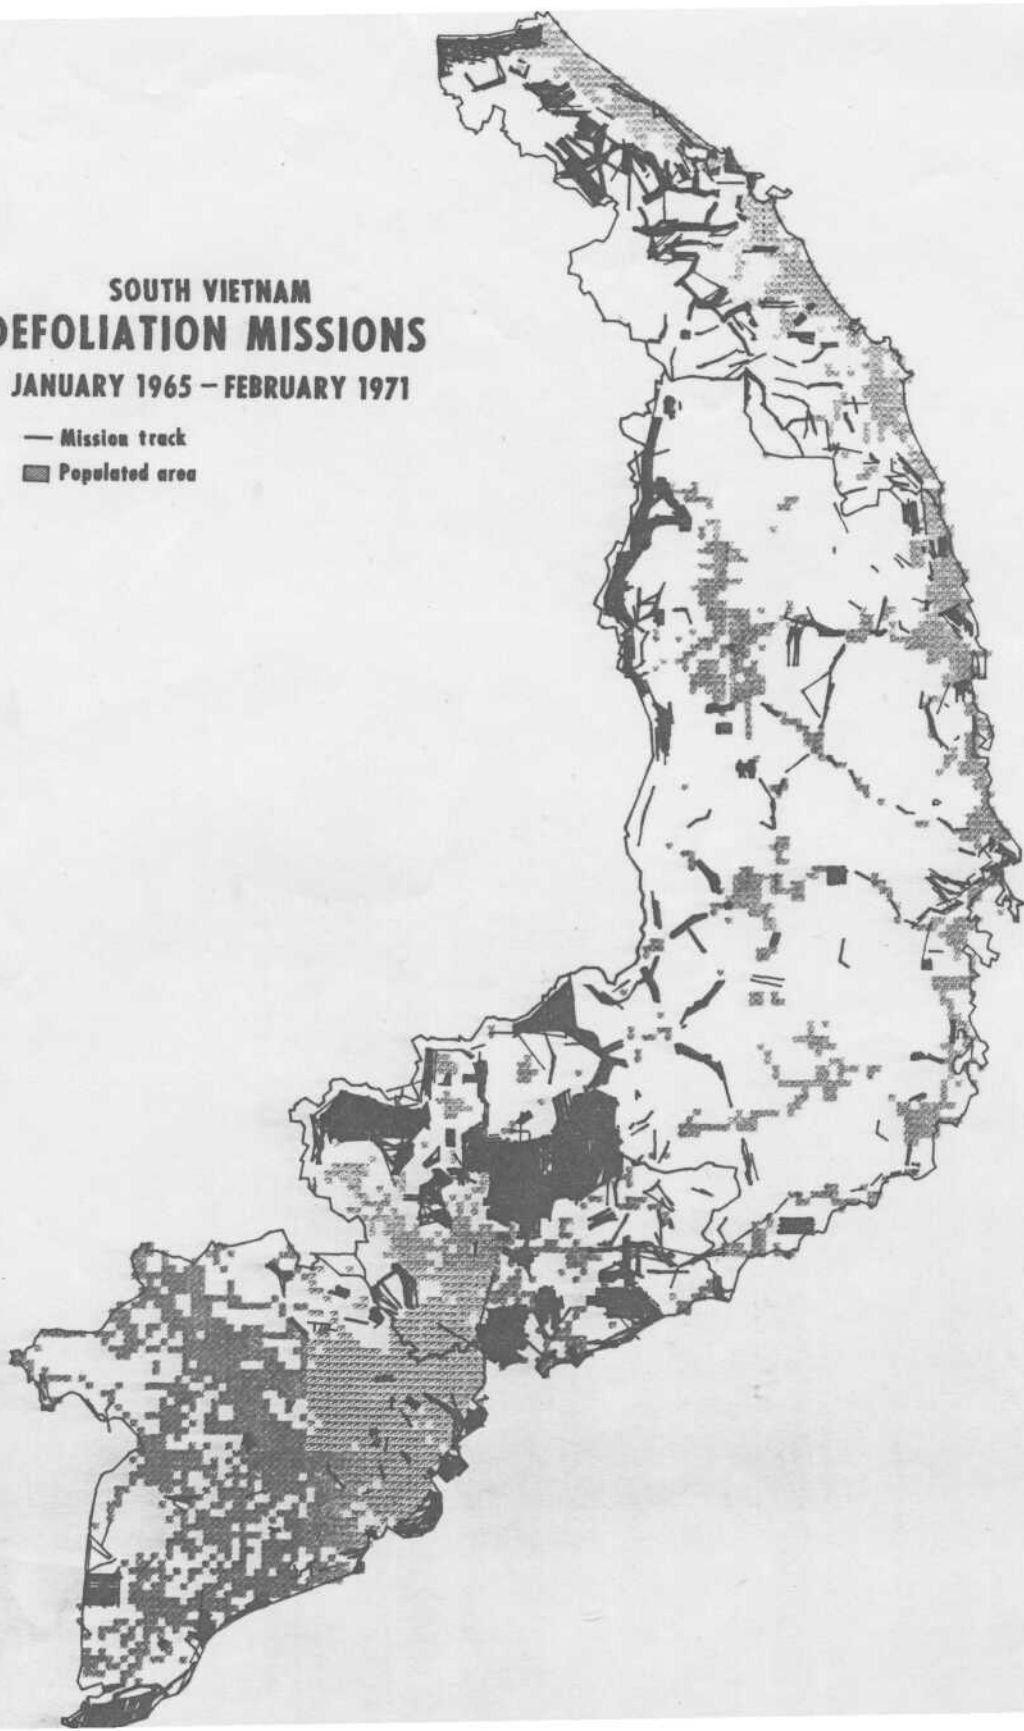 SOUTH VIETNAM
DEFOLIATION MISSIONS
JANUARY 1965 – FEBRUARY 1971
Mission track
Populated area